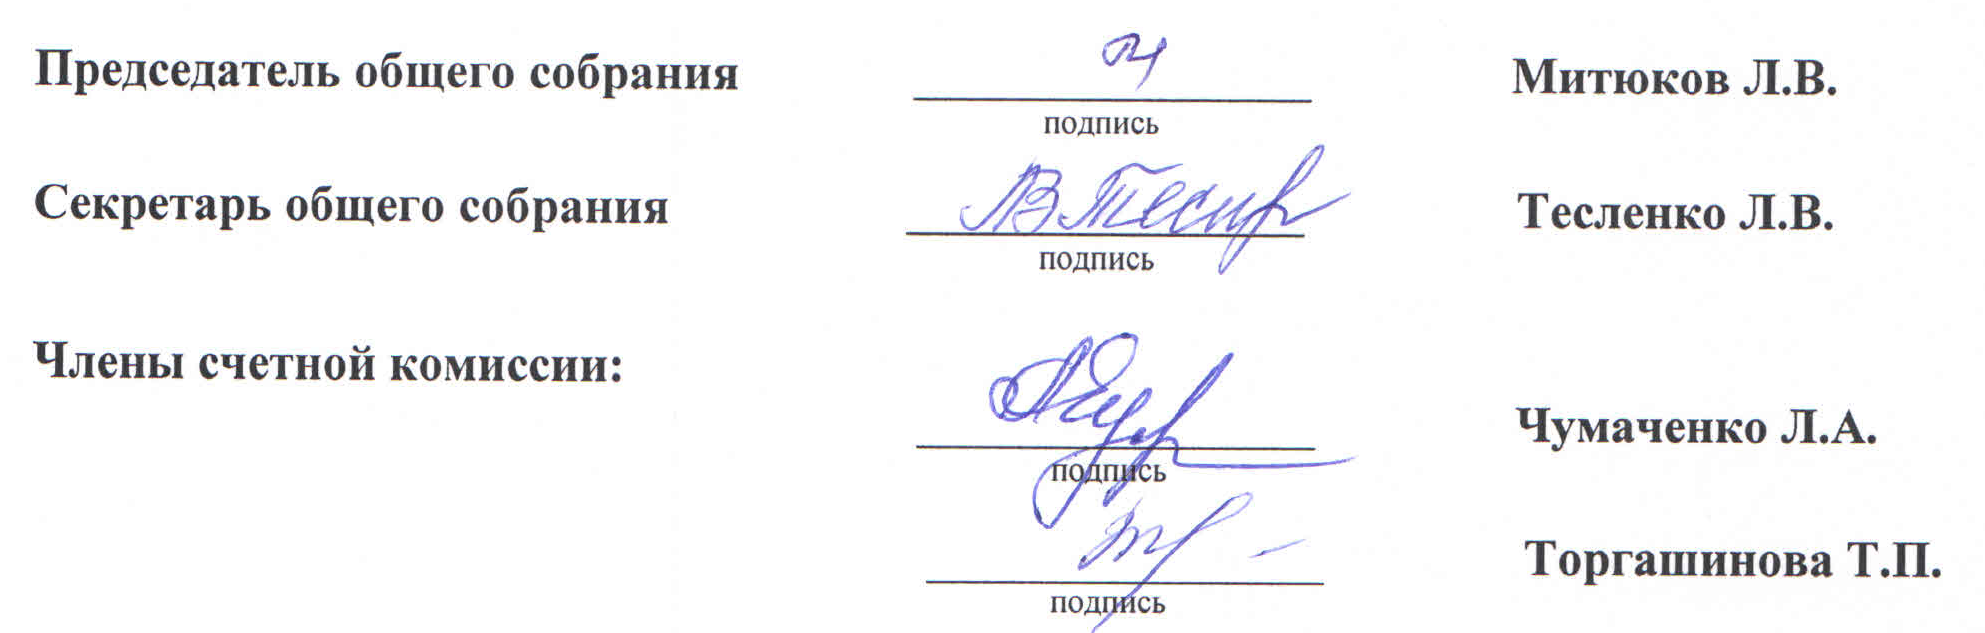 Председатель общего собрания Митюков Л.В.
подпись
Секретарь общего собрания Тесленко Л.В.
подпись
Члены счетной комиссии:
Чумаченко Л.А.
подпись
Торгашинова Т.П.
подпись